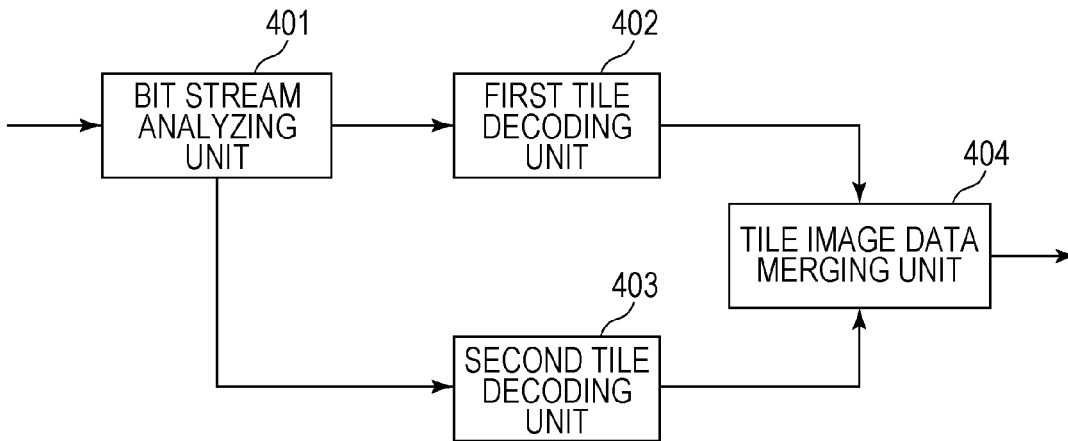 401
BIT STREAM
ANALYZING
UNIT
402
FIRST TILE
DECODING
UNIT
404
TILE IMAGE DATA
MERGING UNIT
403
SECOND TILE
DECODING
UNIT